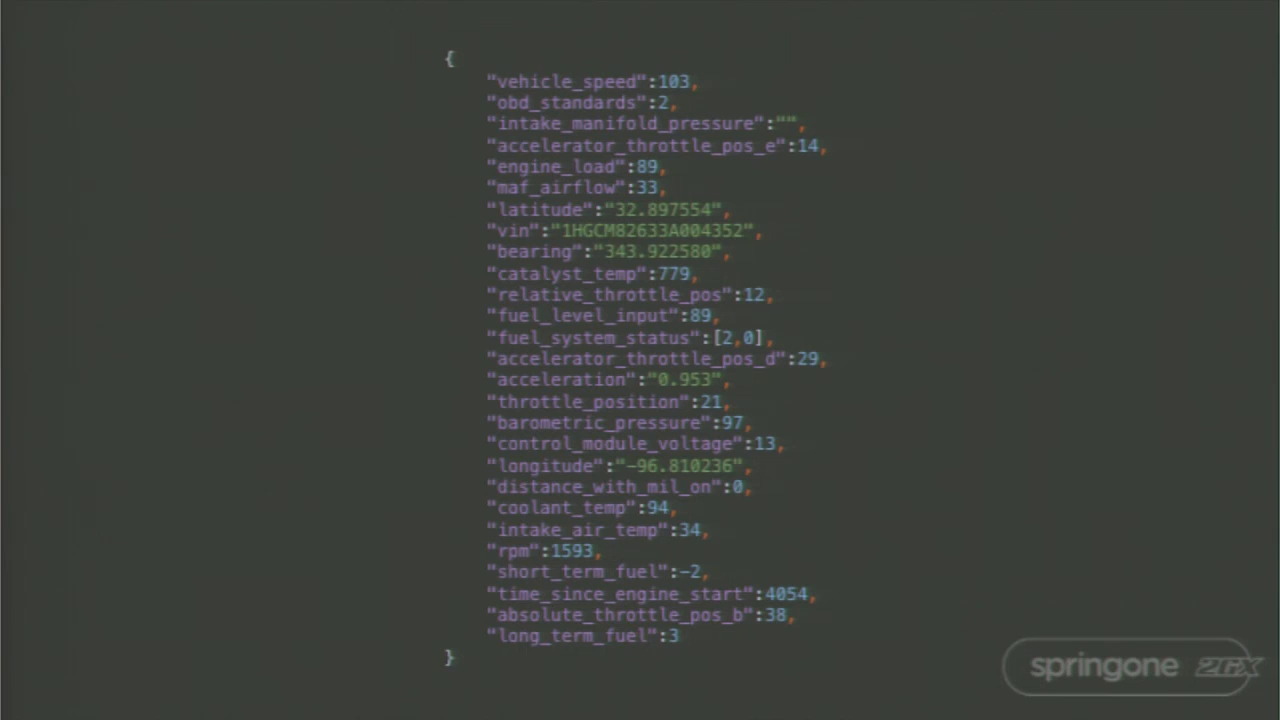 {
"vehicle_speed":103,
"obd_standards":2,
"intake_manifold_pressure":"",
"accelerator_throttle_pos_e":14,
"engine_load":89,
"maf_airflow":33,
"latitude":"32.897554",
"vin":"1HGCM82633A004352",
"bearing":"343.922580",
"catalyst_temp":779,
"relative_throttle_pos":12,
"fuel_level_input":89,
"fuel_system_status":[2,0],
"accelerator_throttle_pos_d":29,
"acceleration":"0.953",
"throttle_position":21,
"barometric_pressure":97,
"control_module_voltage":13,
"longitude":"-96.810236",
"distance_with_mil_on":0,
"coolant_temp":94,
"intake_air_temp":34,
"rpm":1593,
"short_term_fuel":-2,
"time_since_engine_start":4054,
"absolute_throttle_pos_b":38,
"long_term_fuel":3
}
springone 2GX